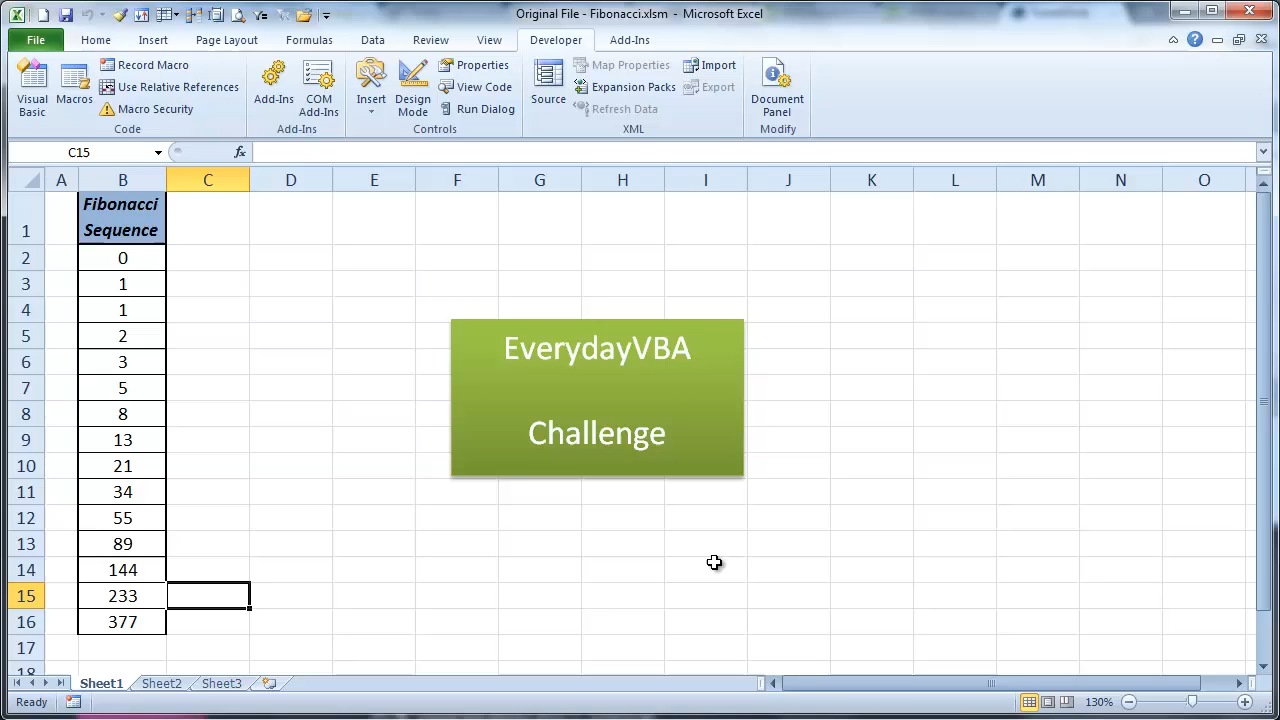 Original File - Fibonacci.xlsm - Microsoft Excel
File Home Insert Page Layout Formulas Data Review View Developer Add-Ins
Visual Basic
Macros
Record Macro
Use Relative References
Macro Security
Code
Add-Ins
COM Add-Ins
Add-Ins
Insert
Design Mode
Properties
View Code
Run Dialog
Controls
Source
Map Properties
Expansion Packs
Refresh Data
Import
Export
XML
Document Panel
Modify
C15
fx
A B C D E F G H I J K L M N O
1 Fibonacci Sequence
2 0
3 1
4 1
5 2
6 3
7 5
8 8
9 13
10 21
11 34
12 55
13 89
14 144
15 233
16 377
17
18
EverydayVBA
Challenge
Sheet1 Sheet2 Sheet3
Ready
130%